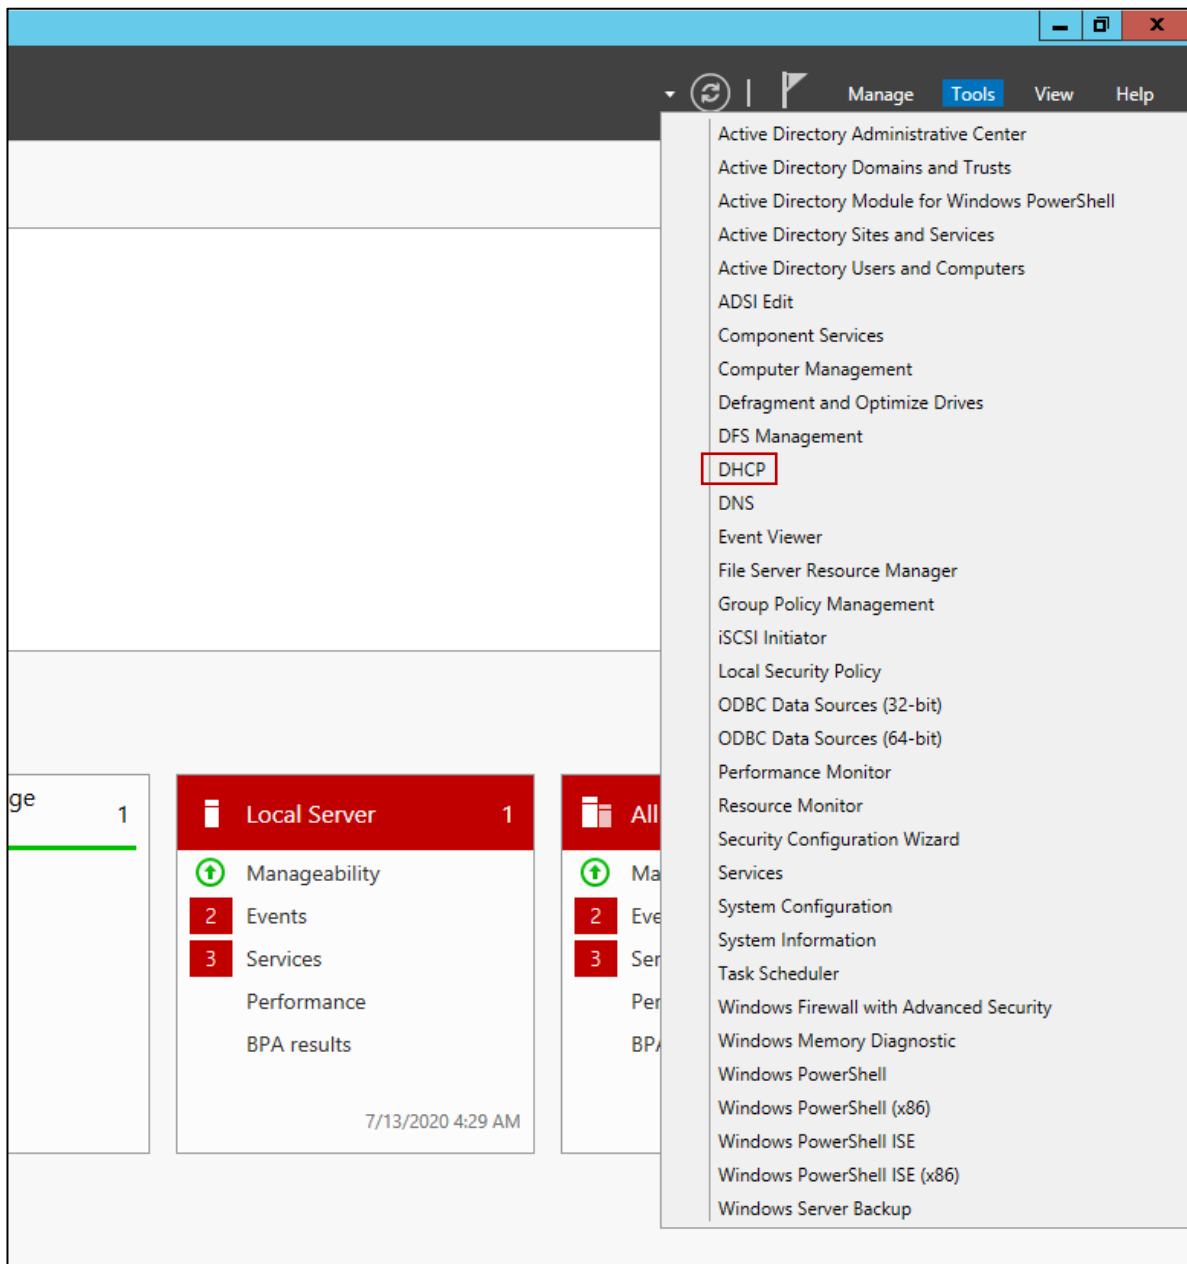 Manage Tools View Help
Active Directory Administrative Center
Active Directory Domains and Trusts
Active Directory Module for Windows PowerShell
Active Directory Sites and Services
Active Directory Users and Computers
ADSI Edit
Component Services
Computer Management
Defragment and Optimize Drives
DFS Management
DHCP
DNS
Event Viewer
File Server Resource Manager
Group Policy Management
iSCSI Initiator
Local Security Policy
ODBC Data Sources (32-bit)
ODBC Data Sources (64-bit)
Performance Monitor
Resource Monitor
Security Configuration Wizard
Services
System Configuration
System Information
Task Scheduler
Windows Firewall with Advanced Security
Windows Memory Diagnostic
Windows PowerShell
Windows PowerShell (x86)
Windows PowerShell ISE
Windows PowerShell ISE (x86)
Windows Server Backup
ge 1
Local Server 1
Manageability
2 Events
3 Services
Performance
BPA results
7/13/2020 4:29 AM
All
Ma
2 Eve
3 Ser
Per
BPA